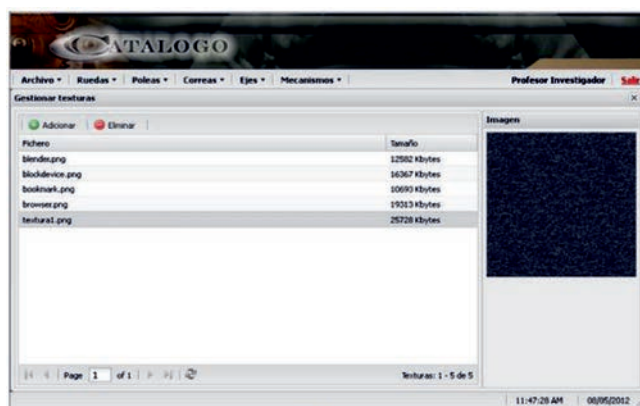 CATALOGO
Archivo Ruedas Poleas Correas Ejes Mecanismos Profesor Investigador Salir
Gestionar texturas
Adicionar Eliminar
Imagen
Fichero Tamaño
blender.png 12582 Kbytes
blockdevice.png 16367 Kbytes
bookmark.png 10693 Kbytes
browser.png 19313 Kbytes
textura1.png 25728 Kbytes
Page 1 of 1 Texturas: 1 - 5 de 5
11:47:28 AM 08/05/2012